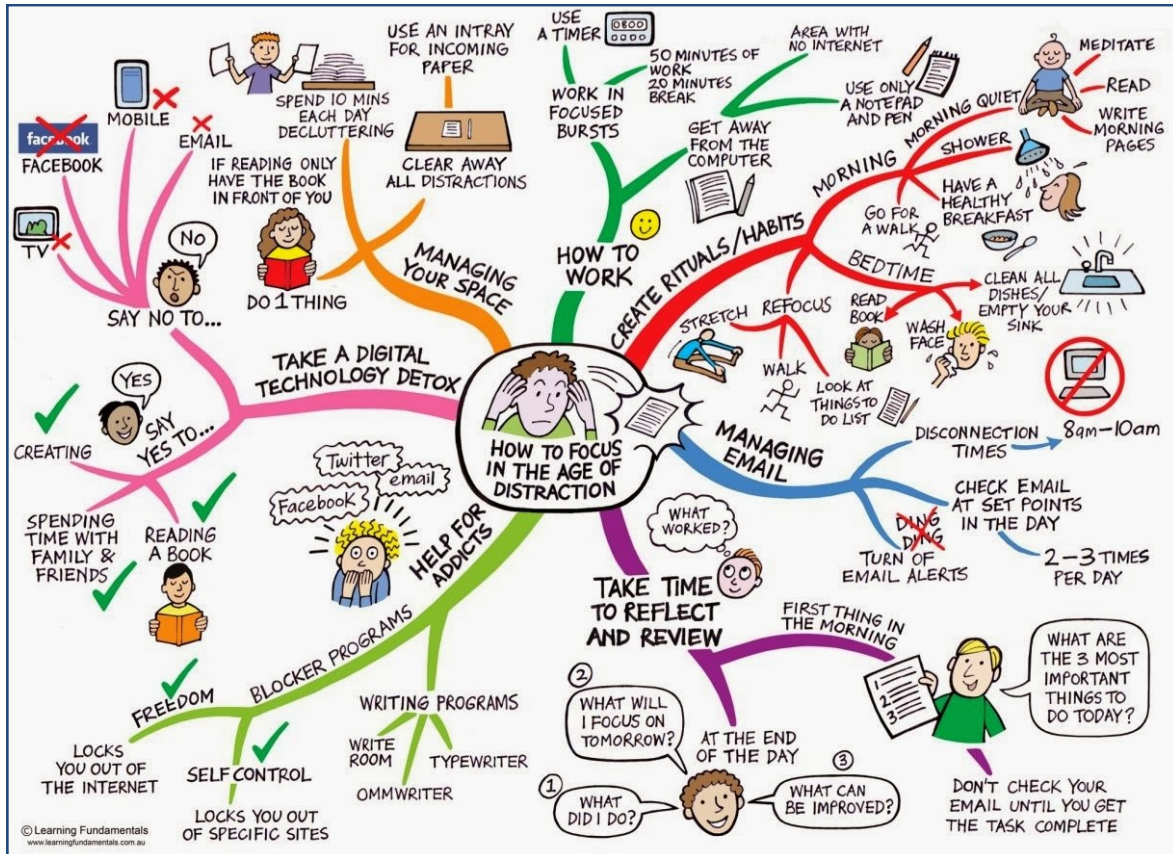 HOW TO FOCUS
IN THE AGE OF
DISTRACTION
HOW TO
WORK
WORK IN
FOCUSED
BURSTS
USE
A TIMER
0800
50 MINUTES OF
WORK
20 MINUTES
BREAK
GET AWAY
FROM THE
COMPUTER
AREA WITH
NO INTERNET
USE ONLY
A NOTEPAD
AND PEN
CREATE RITUALS/HABITS
MORNING
MORNING QUIET
MEDITATE
READ
WRITE
MORNING
PAGES
SHOWER
HAVE A
HEALTHY
BREAKFAST
GO FOR
A WALK
BEDTIME
READ
BOOK
WASH
FACE
CLEAN ALL
DISHES/
EMPTY YOUR
SINK
REFOCUS
STRETCH
WALK
LOOK AT
THINGS TO
DO LIST
MANAGING
EMAIL
DISCONNECTION
TIMES
8am-10am
CHECK EMAIL
AT SET POINTS
IN THE DAY
2-3 TIMES
PER DAY
DING
DING
TURN OF
EMAIL ALERTS
TAKE TIME
TO REFLECT
AND REVIEW
WHAT
WORKED?
FIRST THING IN
THE MORNING
1
2
3
WHAT ARE
THE 3 MOST
IMPORTANT
THINGS TO
DO TODAY?
DON'T CHECK YOUR
EMAIL UNTIL YOU GET
THE TASK COMPLETE
AT THE END
OF THE DAY
①
WHAT
DID I DO?
②
WHAT WILL
I FOCUS ON
TOMORROW?
③
WHAT CAN
BE IMPROVED?
HELP FOR
ADDICTS
Twitter
email
Facebook
WRITING PROGRAMS
WRITE
ROOM
OMMWRITER
TYPEWRITER
BLOCKER PROGRAMS
FREEDOM
LOCKS
YOU OUT OF
THE INTERNET
SELF CONTROL
LOCKS YOU OUT
OF SPECIFIC SITES
TAKE A DIGITAL
TECHNOLOGY DETOX
SAY NO TO...
NO
TV
facebook
FACEBOOK
MOBILE
EMAIL
SAY
YES TO...
YES
CREATING
SPENDING
TIME WITH
FAMILY &
FRIENDS
READING
A BOOK
MANAGING
YOUR SPACE
SPEND 10 MINS
EACH DAY
DECLUTTERING
USE AN INTRAY
FOR INCOMING
PAPER
CLEAR AWAY
ALL DISTRACTIONS
IF READING ONLY
HAVE THE BOOK
IN FRONT OF YOU
DO 1 THING
© Learning Fundamentals
www.learningfundamentals.com.au